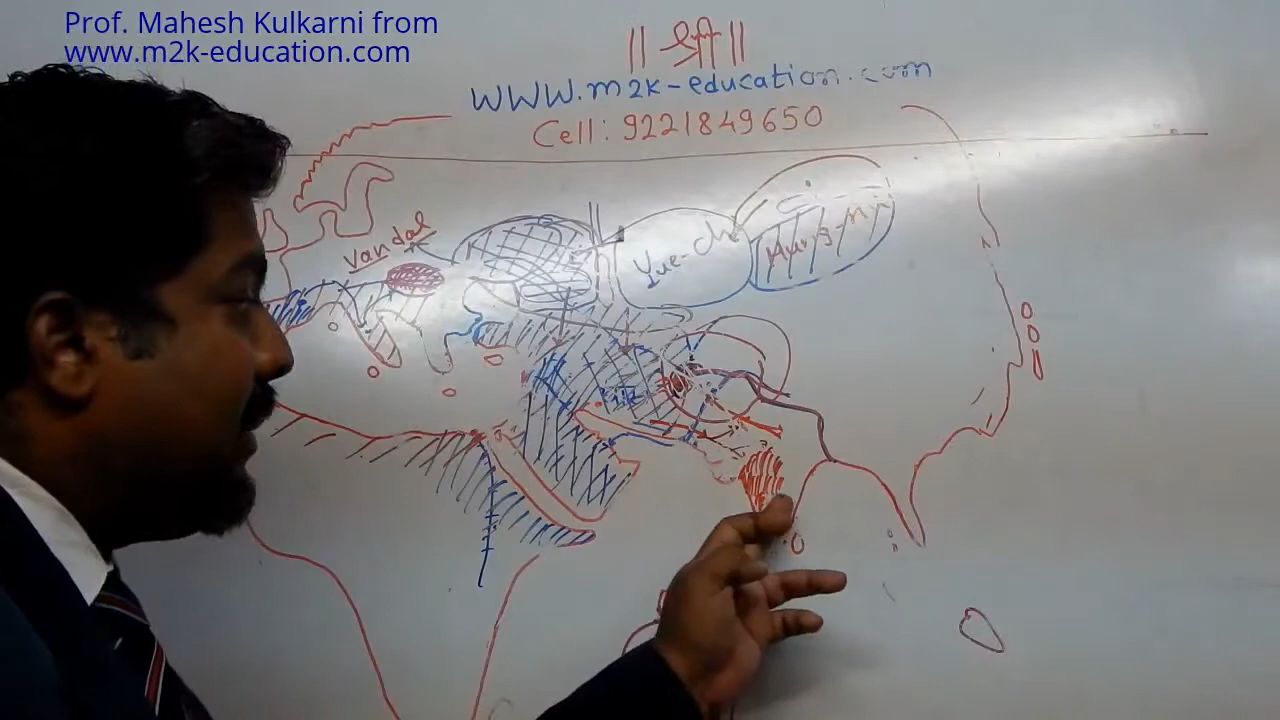 Prof. Mahesh Kulkarni from
www.m2k-education.com
|| श्री ||
www.m2k-education.com
Cell: 9221849650
Vandal
Yue-chi